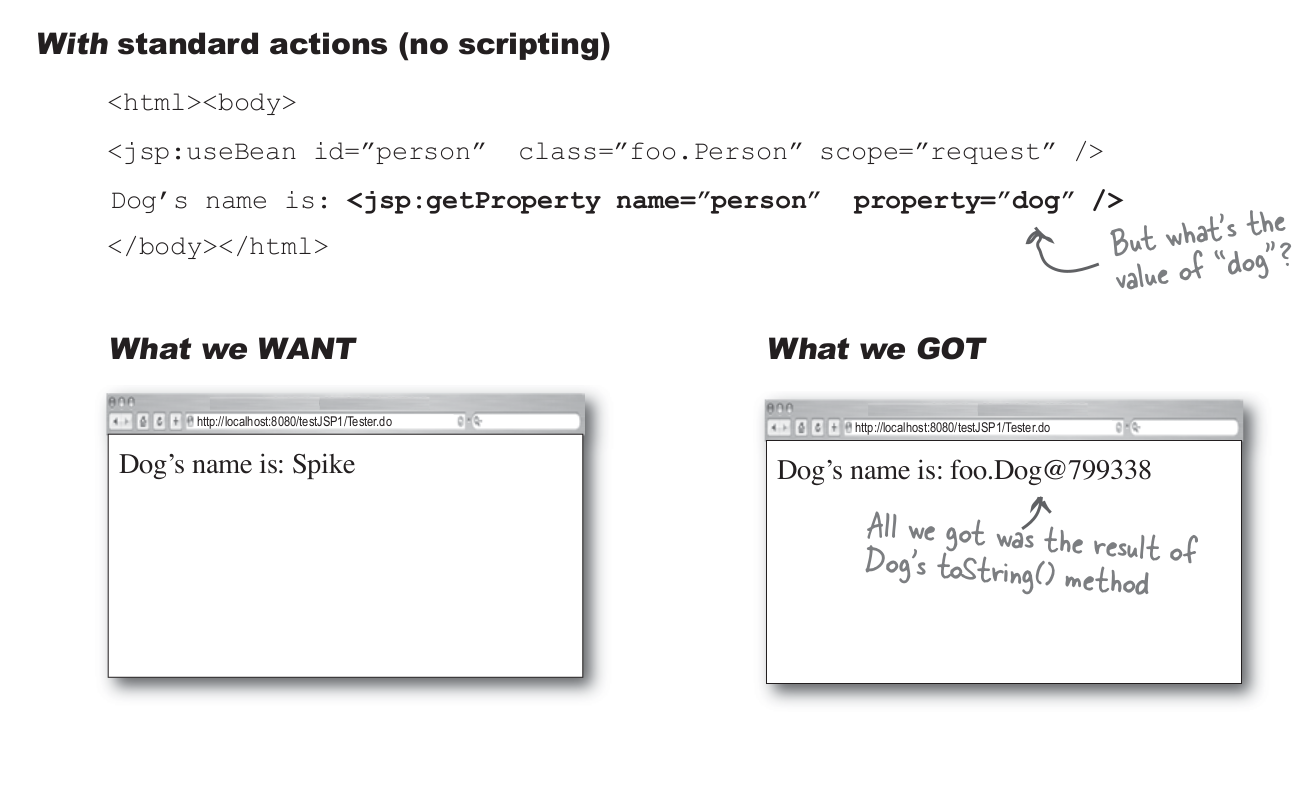 With standard actions (no scripting)
<html><body>
<jsp:useBean id=”person”  class=”foo.Person” scope=”request” />
Dog’s name is: <jsp:getProperty name=”person”  property=”dog” />
</body></html>
But what's the
value of “dog”?
What we WANT
What we GOT
http://localhost:8080/testJSP1/Tester.do
Dog’s name is: Spike
http://localhost:8080/testJSP1/Tester.do
Dog’s name is: foo.Dog@799338
All we got was the result of
Dog's toString() method